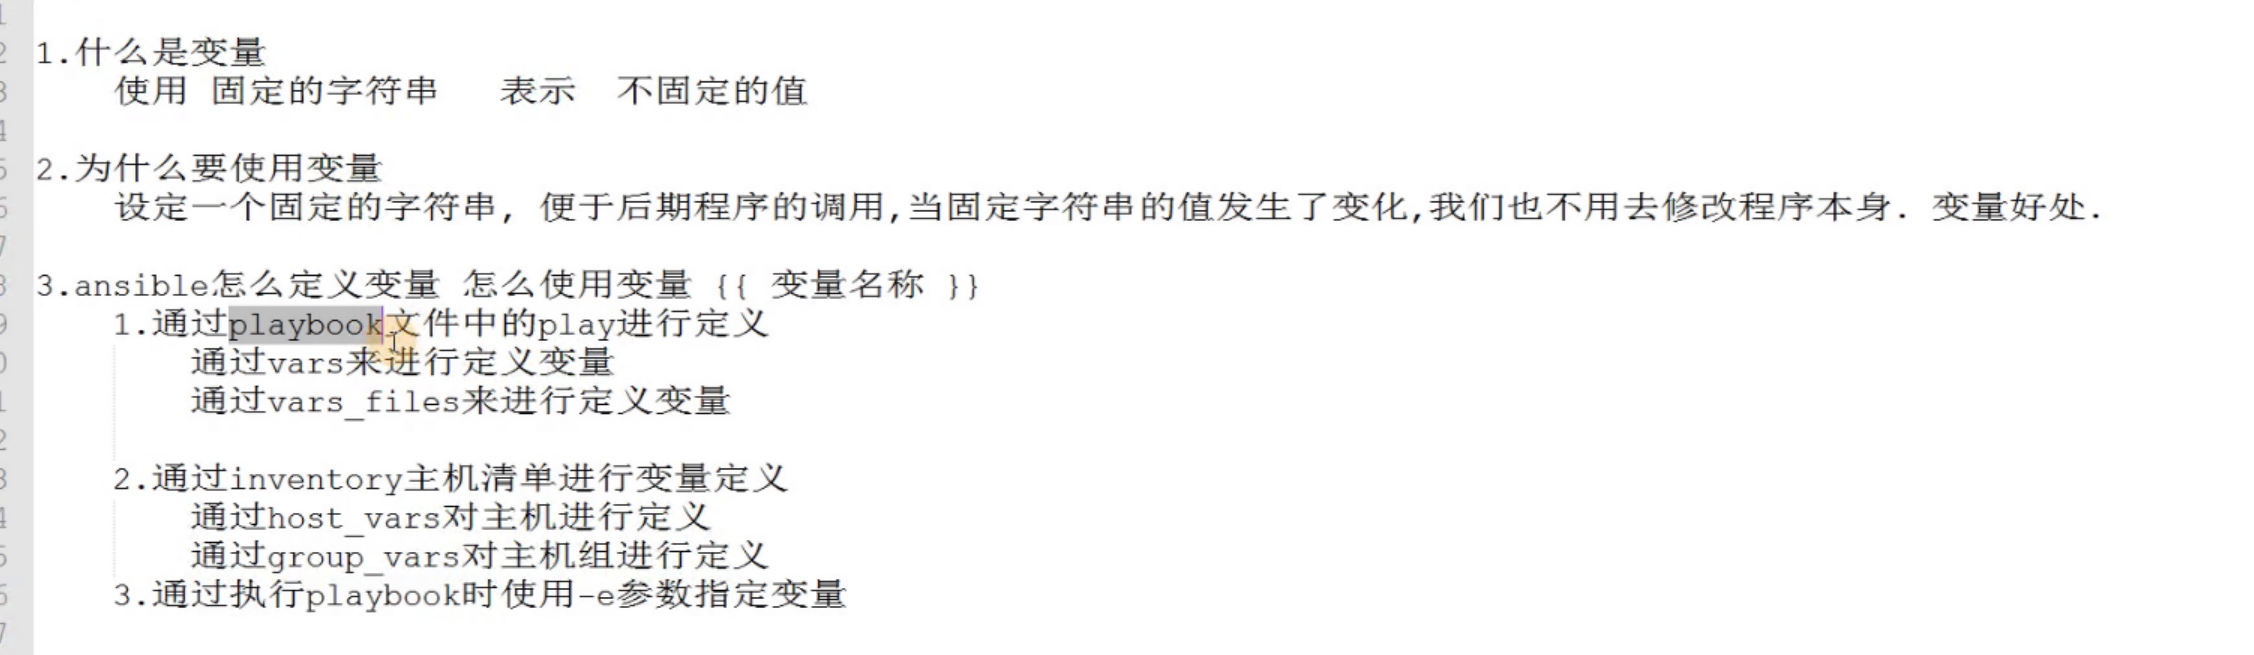 1.什么是变量
使用 固定的字符串 表示 不固定的值
2.为什么要使用变量
设定一个固定的字符串, 便于后期程序的调用,当固定字符串的值发生了变化,我们也不用去修改程序本身. 变量好处.
3.ansible怎么定义变量 怎么使用变量 {{ 变量名称 }}
1.通过playbook文件中的play进行定义
通过vars来进行定义变量
通过vars_files来进行定义变量
2.通过inventory主机清单进行变量定义
通过host_vars对主机进行定义
通过group_vars对主机组进行定义
3.通过执行playbook时使用-e参数指定变量